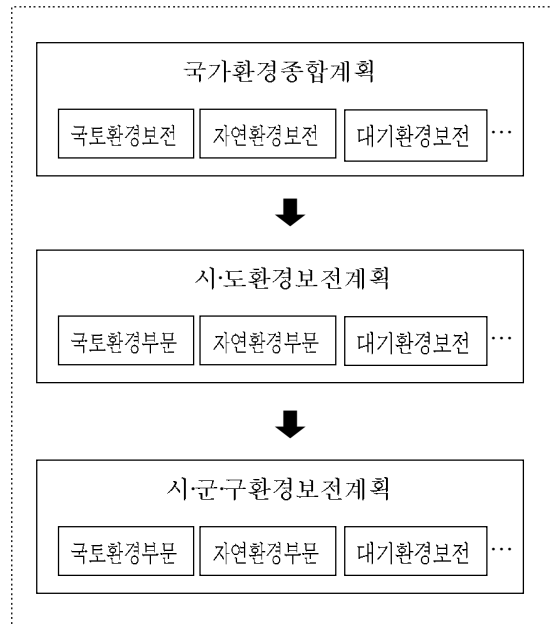 국가환경종합계획
국토환경보전 자연환경보전 대기환경보전 …
시·도환경보전계획
국토환경부문 자연환경부문 대기환경보전 …
시·군·구환경보전계획
국토환경부문 자연환경부문 대기환경보전 …